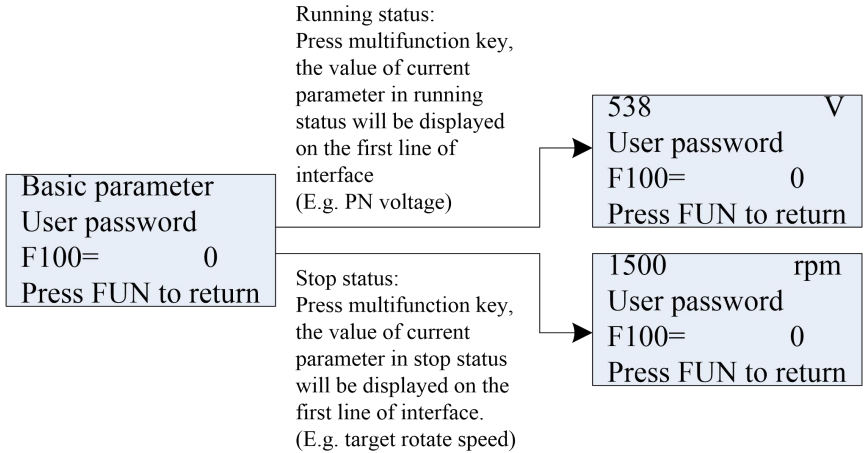 Running status:
Press multifunction key,
the value of current
parameter in running
status will be displayed
on the first line of
interface
(E.g. PN voltage)
Basic parameter
User password
F100= 0
Press FUN to return
538 V
User password
F100= 0
Press FUN to return
Stop status:
Press multifunction key,
the value of current
parameter in stop status
will be displayed on the
first line of interface.
(E.g. target rotate speed)
1500 rpm
User password
F100= 0
Press FUN to return